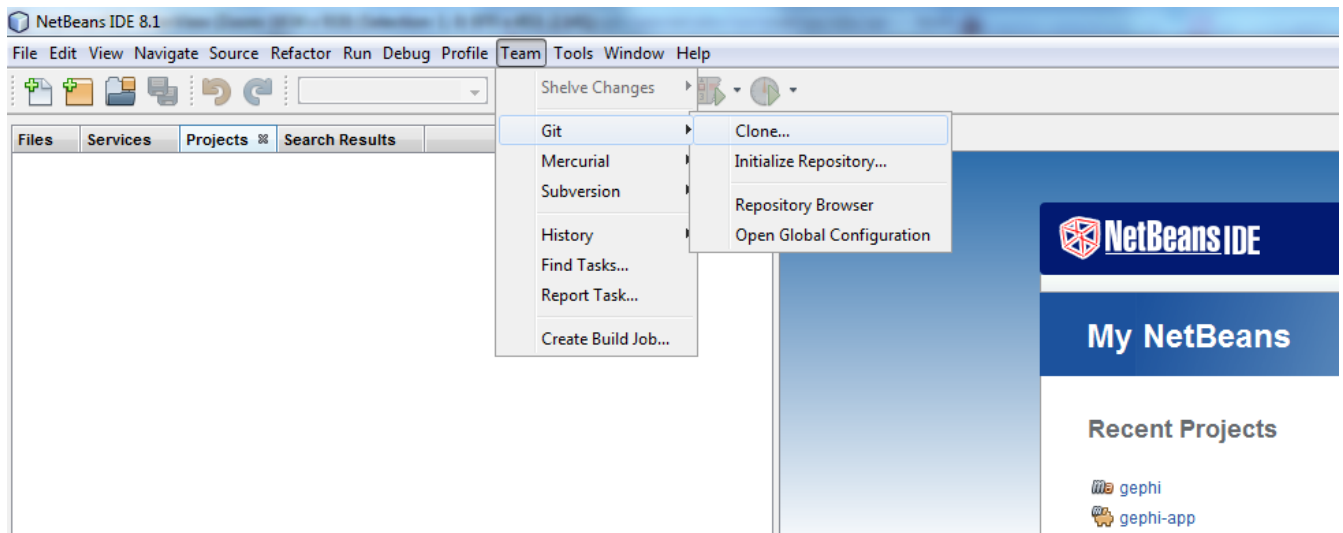 NetBeans IDE 8.1
File Edit View Navigate Source Refactor Run Debug Profile Team Tools Window Help
Shelve Changes
Git
Mercurial
Subversion
History
Find Tasks...
Report Task...
Create Build Job...
Clone...
Initialize Repository...
Repository Browser
Open Global Configuration
Files Services Projects Search Results
NetBeans IDE
My NetBeans
Recent Projects
gephi
gephi-app